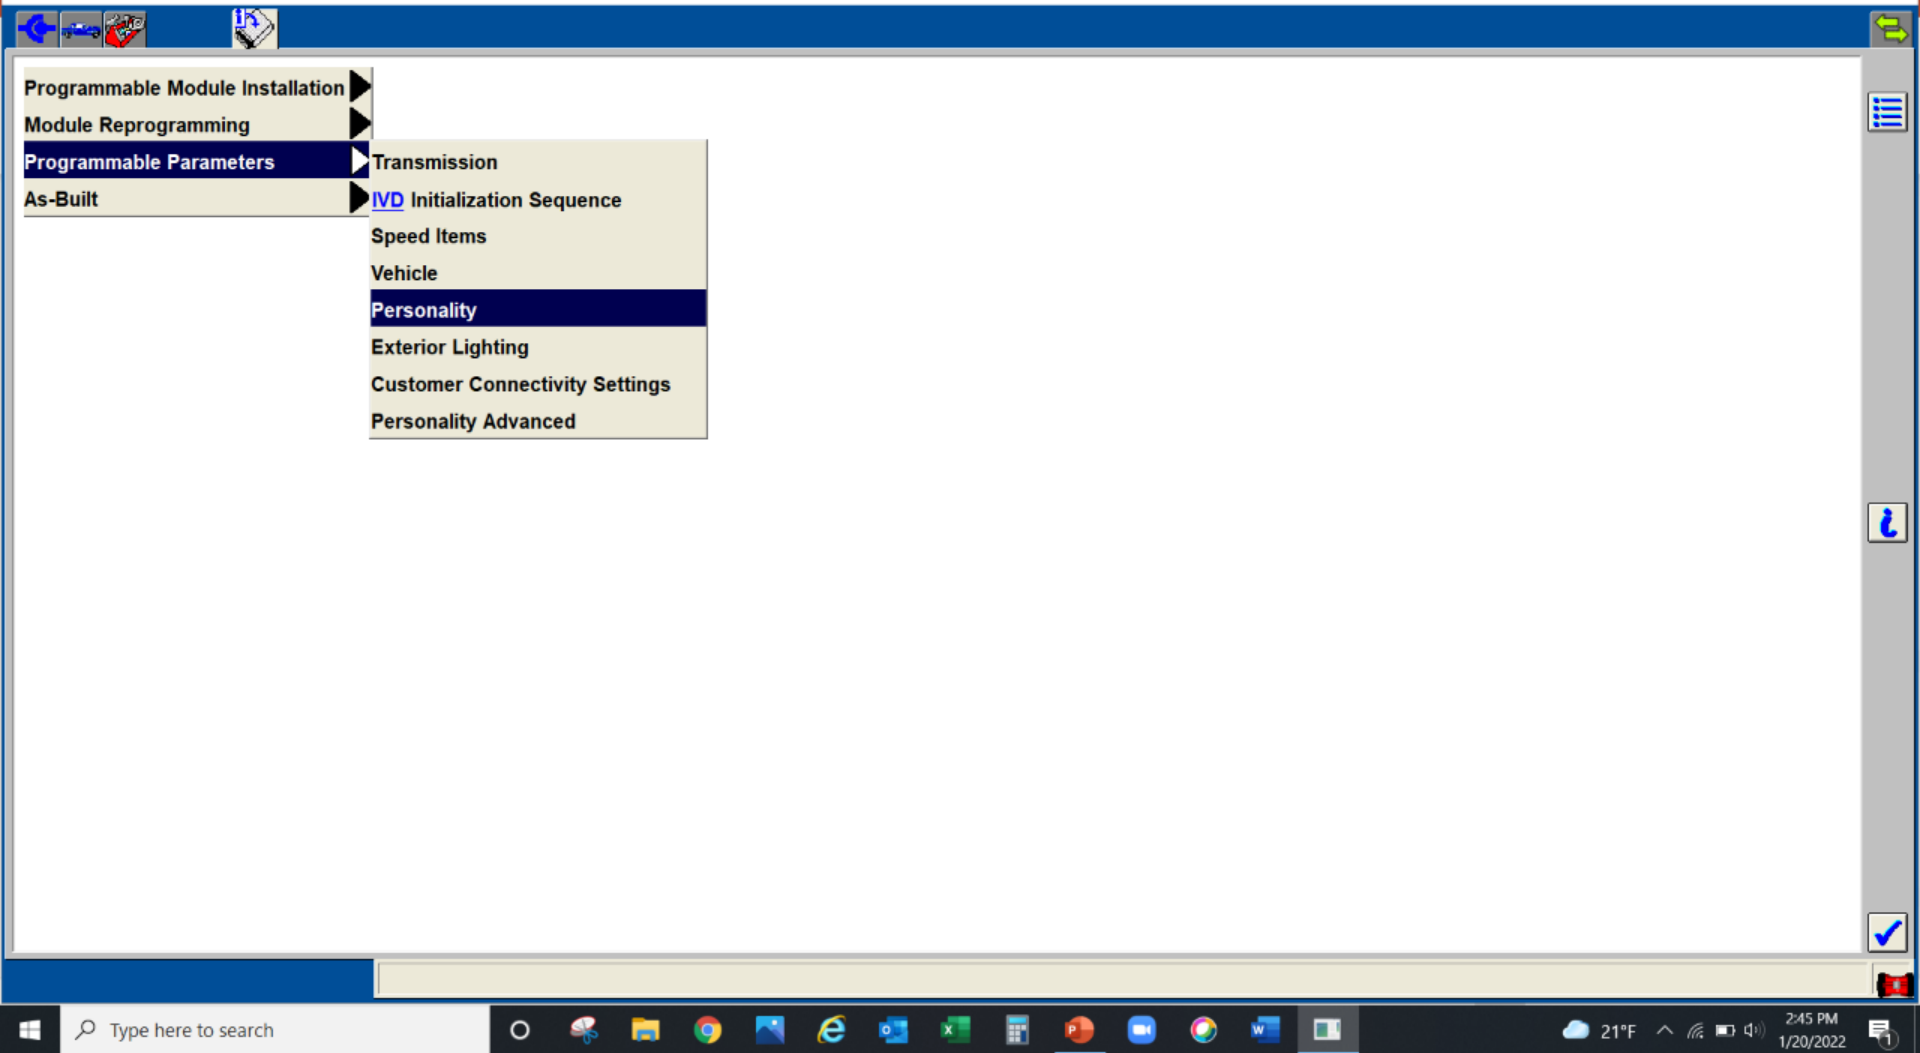 Programmable Module Installation
Module Reprogramming
Programmable Parameters
As-Built
Transmission
IVD Initialization Sequence
Speed Items
Vehicle
Personality
Exterior Lighting
Customer Connectivity Settings
Personality Advanced
Type here to search
21°F
2:45 PM
1/20/2022
1